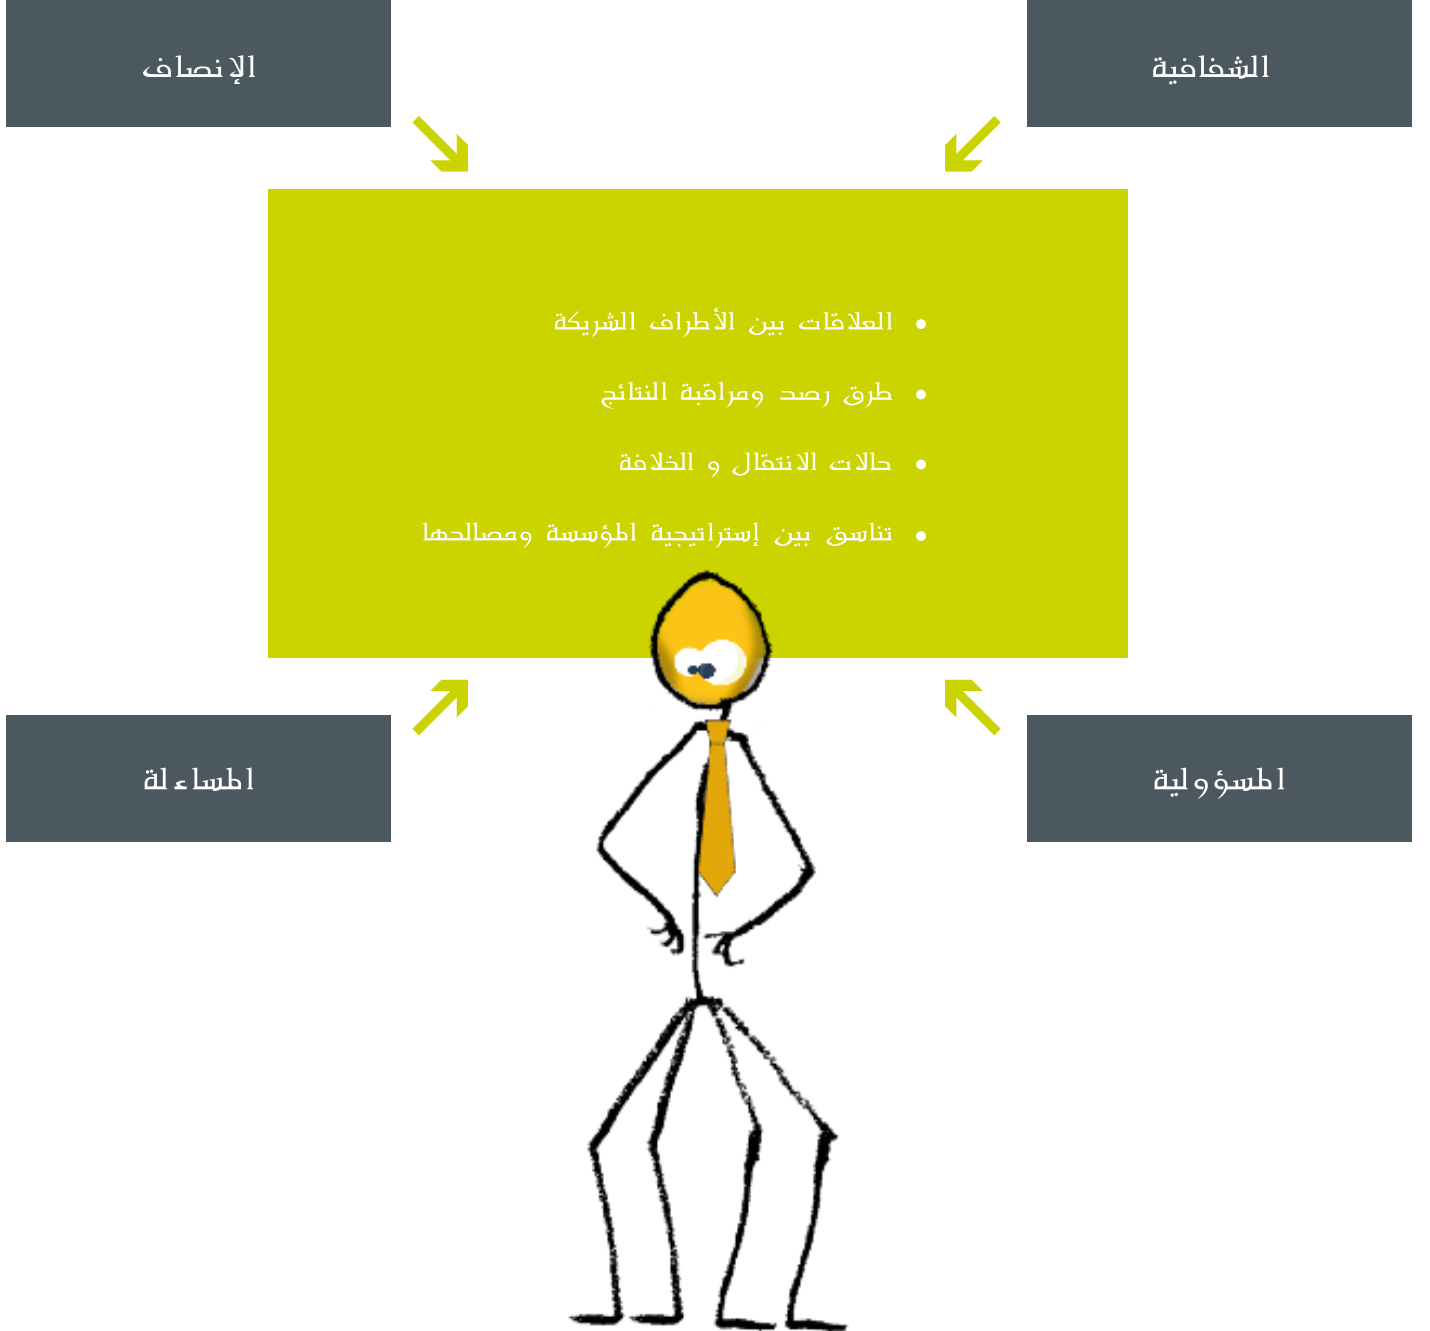 الشفافية
الإنصاف
• العلاقات بين الأطراف الشريكة
• طرق رصد ومراقبة النتائج
• حالات الانتقال و الخلافة
• تناسق بين إستراتيجية المؤسسة ومصالحها
المسؤولية
المساءلة